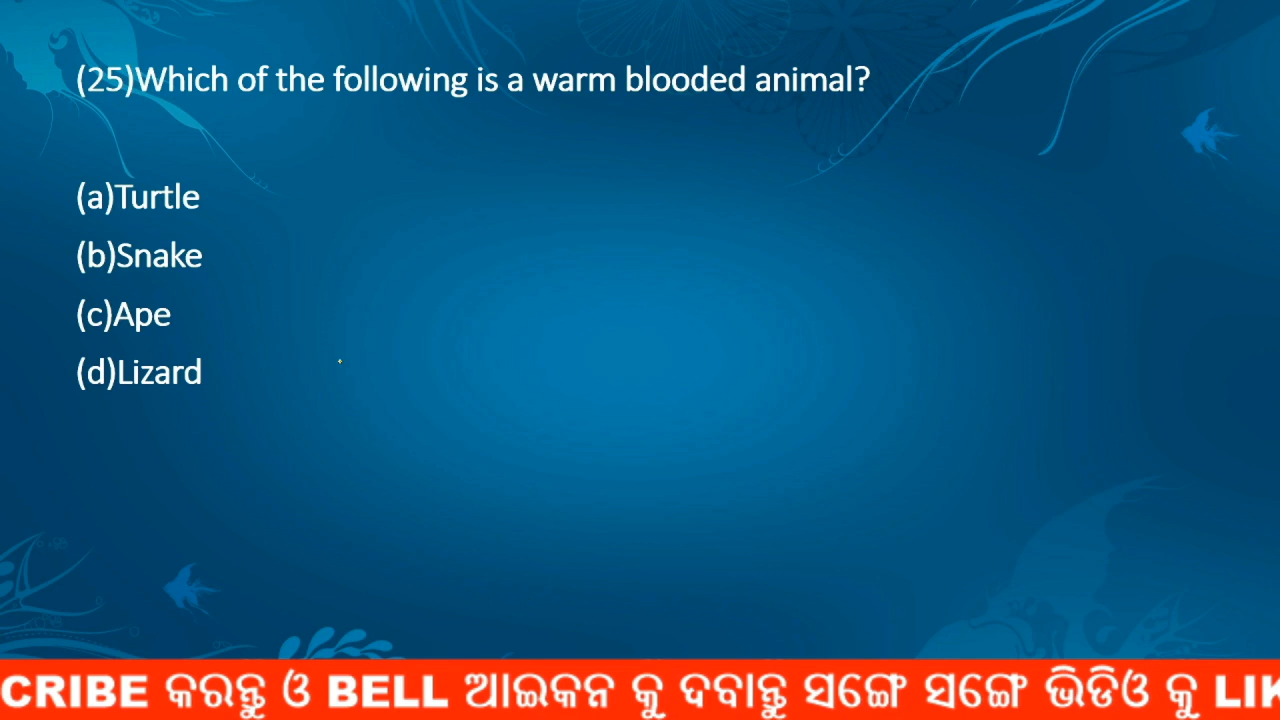 (25)Which of the following is a warm blooded animal?
(a)Turtle
(b)Snake
(c)Ape
(d)Lizard
CRIBE କରନ୍ତୁ ଓ BELL ଆଇକନ କୁ ଦବାନ୍ତୁ ସଙ୍ଗେ ସଙ୍ଗେ ଭିଡିଓ କୁ LIK